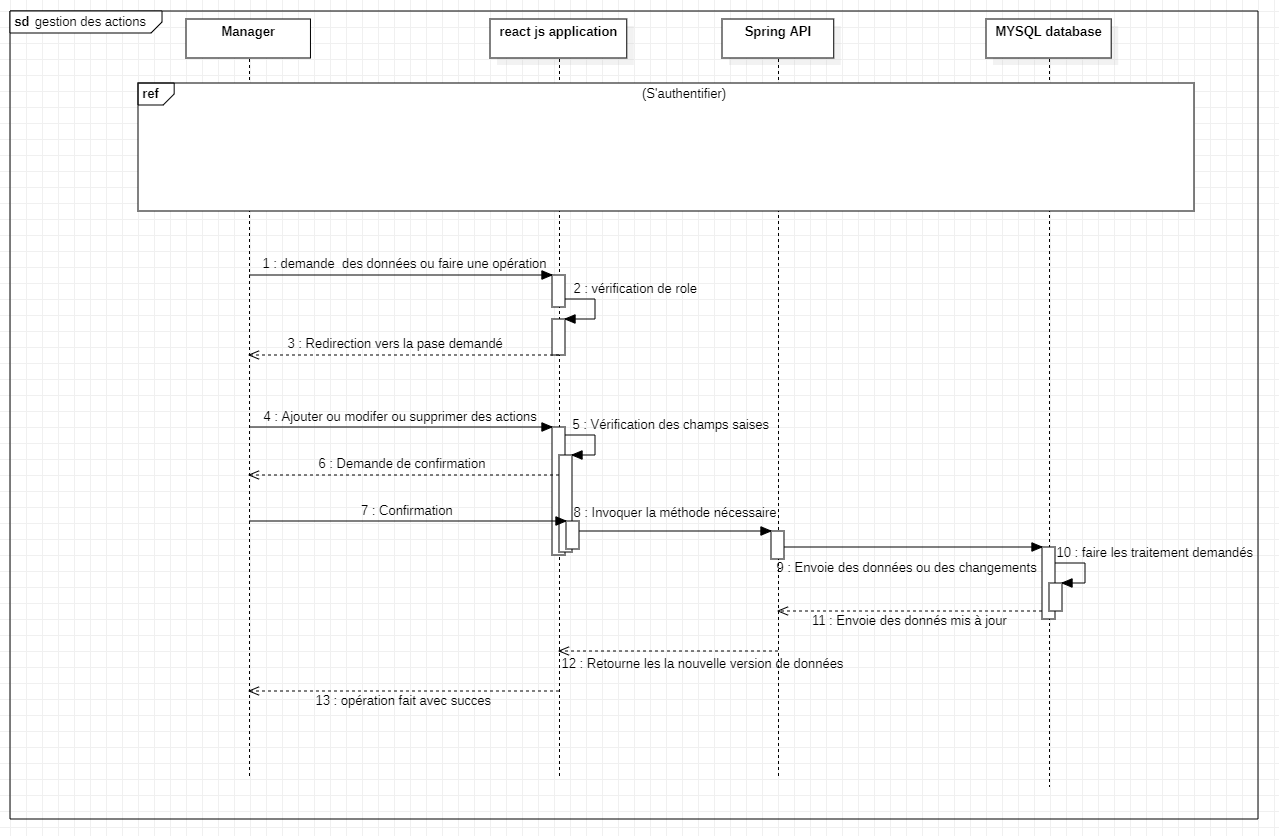 sd gestion des actions
Manager
react js application
Spring API
MYSQL database
ref
(S'authentifier)
1 : demande  des données ou faire une opération
2 : vérification de role
3 : Redirection vers la pase demandé
4 : Ajouter ou modifer ou supprimer des actions
5 : Vérification des champs saises
6 : Demande de confirmation
7 : Confirmation
8 : Invoquer la méthode nécessaire
10 : faire les traitement demandés
9 : Envoie des données ou des changements
11 : Envoie des donnés mis à jour
12 : Retourne les la nouvelle version de données
13 : opération fait avec succes